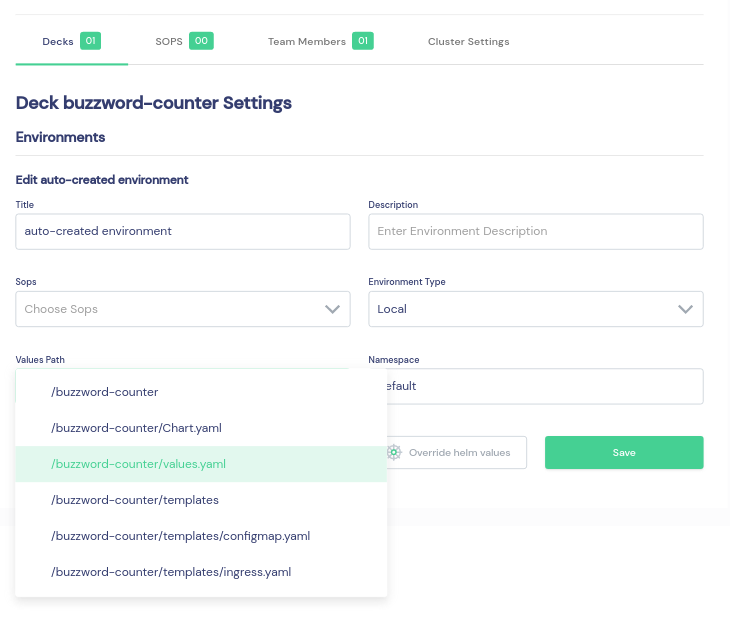 Decks 01 SOPS 00 Team Members 01 Cluster Settings
Deck buzzword-counter Settings
Environments
Edit auto-created environment
Title Description
auto-created environment Enter Environment Description
Sops Environment Type
Choose Sops Local
Values Path Namespace
efault
/buzzword-counter
/buzzword-counter/Chart.yaml
Override helm values Save
/buzzword-counter/values.yaml
/buzzword-counter/templates
/buzzword-counter/templates/configmap.yaml
/buzzword-counter/templates/ingress.yaml